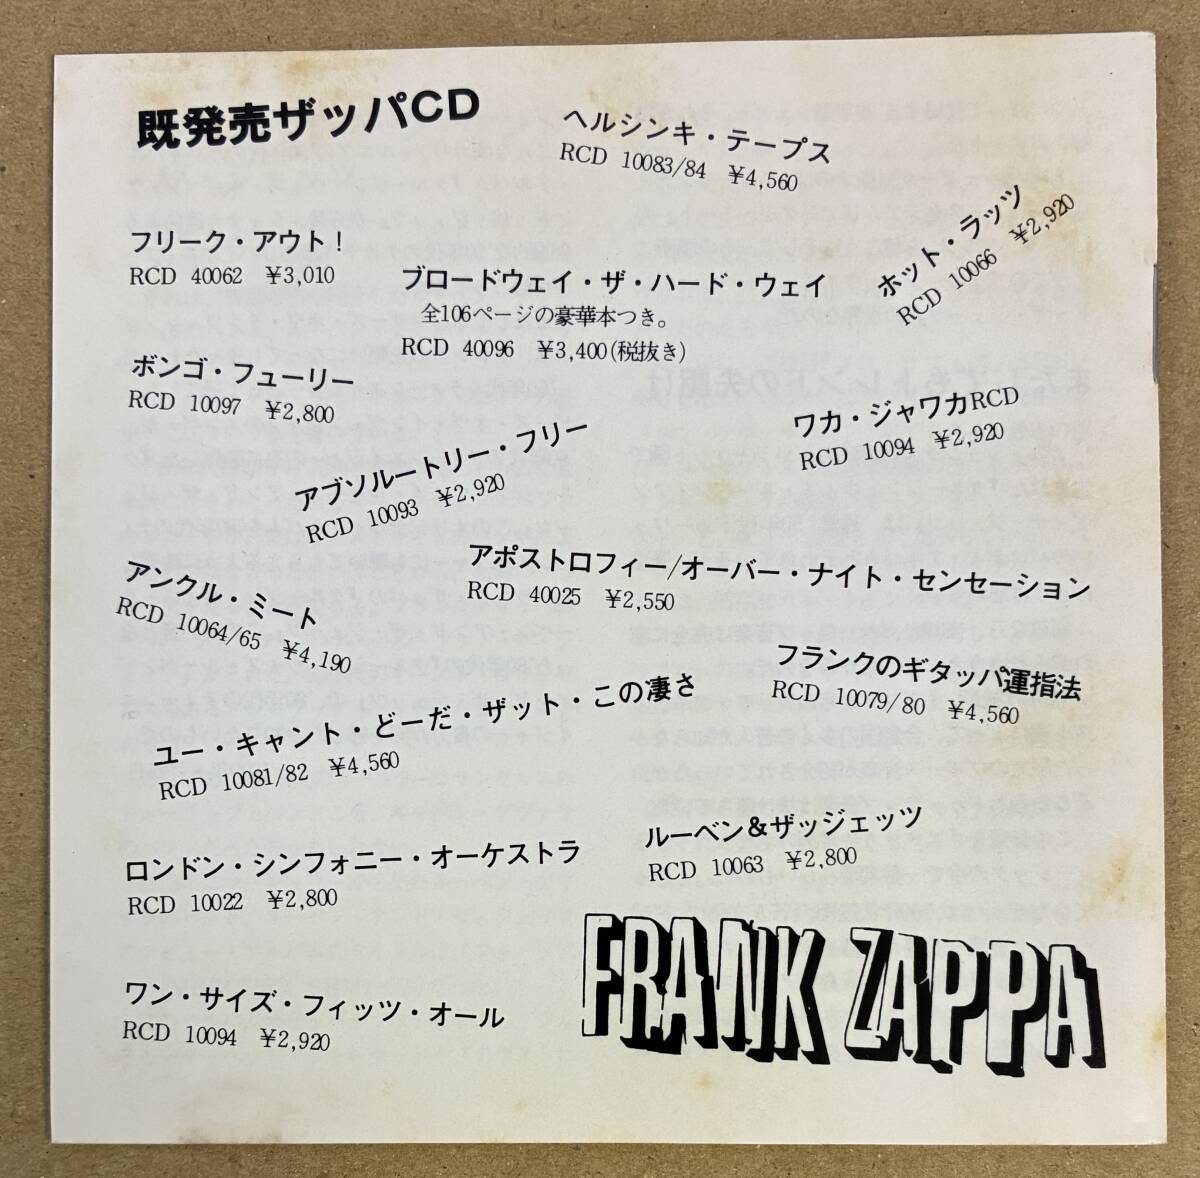 既発売ザッパCD
ヘルシンキ・テープス
RCD 10083/84 ¥4,560
フリーク・アウト!
RCD 40062 ¥3,010
ブロードウェイ・ザ・ハード・ウェイ
全106ページの豪華本つき。
RCD 40096 ¥3,400(税抜き)
ホット・ラッツ
RCD 10066 ¥2,920
ボンゴ・フューリー
RCD 10097 ¥2,800
ワカ・ジャワカRCD
RCD 10094 ¥2,920
アブソルートリー・フリー
RCD 10093 ¥2,920
アポストロフィー/オーバー・ナイト・センセーション
RCD 40025 ¥2,550
アンクル・ミート
RCD 10064/65 ¥4,190
フランクのギタッパ運指法
RCD 10079/80 ¥4,560
ユー・キャント・どーだ・ザット・この凄さ
RCD 10081/82 ¥4,560
ルーベン&ザッジェッツ
RCD 10063 ¥2,800
ロンドン・シンフォニー・オーケストラ
RCD 10022 ¥2,800
ワン・サイズ・フィッツ・オール
RCD 10094 ¥2,920
FRANK ZAPPA